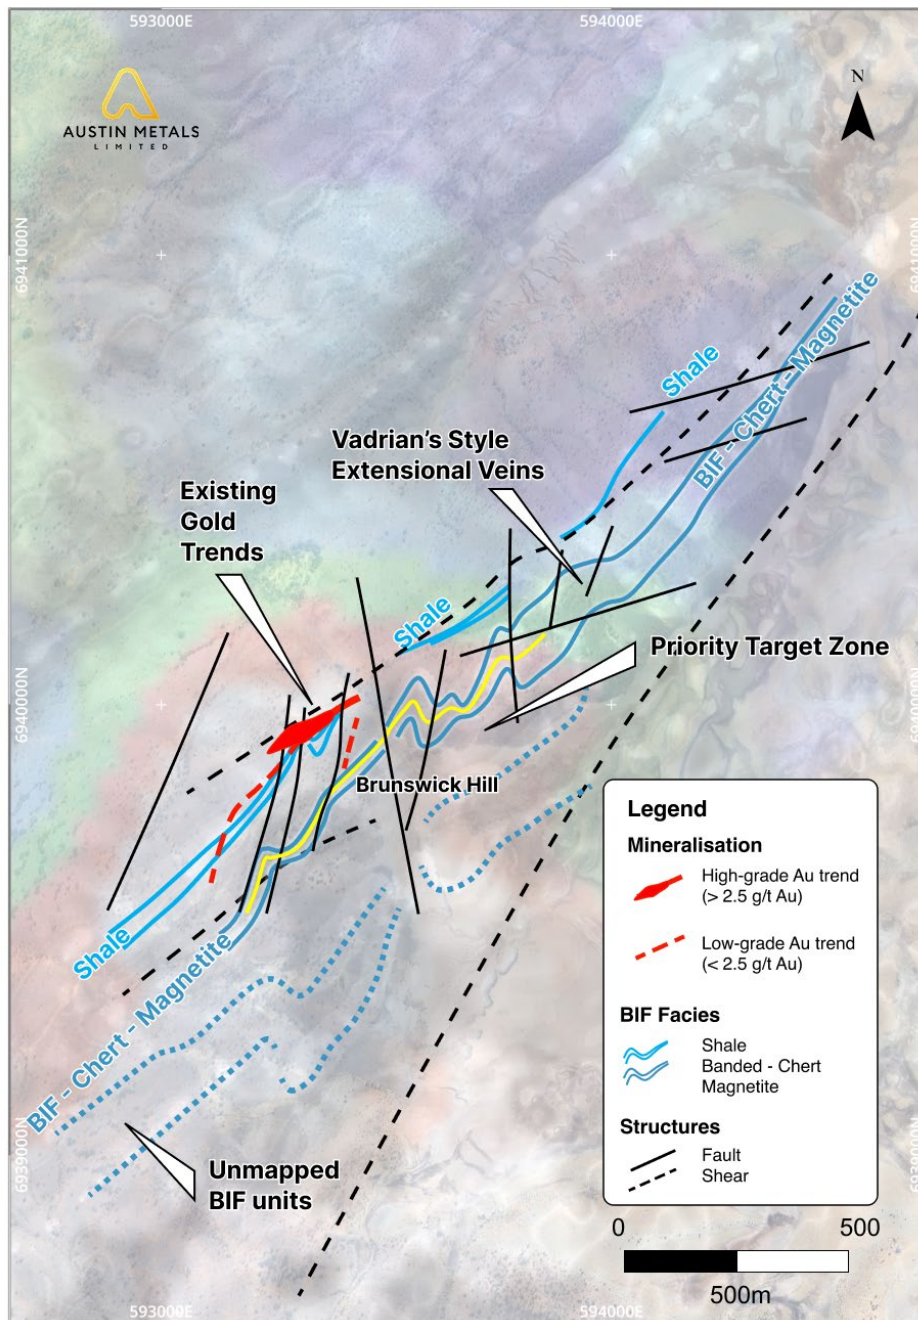 593000E
594000E
AUSTIN METALS
LIMITED
N
6941000N
6941000N
Shale
BIF - Chert - Magnetite
Vadrian's Style
Extensional Veins
Existing
Gold
Trends
Shale
Priority Target Zone
6940000N
6940000N
Brunswick Hill
Shale
BIF - Chert - Magnetite
Unmapped
BIF units
6939000N
6939000N
Legend
Mineralisation
High-grade Au trend
(> 2.5 g/t Au)
Low-grade Au trend
(< 2.5 g/t Au)
BIF Facies
Shale
Banded - Chert
Magnetite
Structures
Fault
Shear
0 500
500m
593000E
594000E